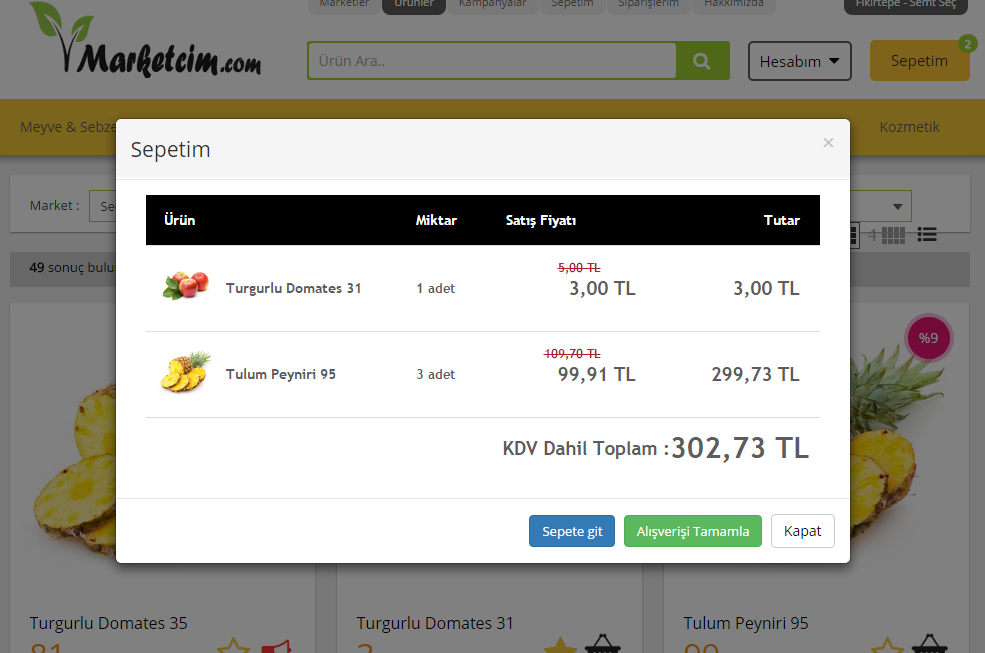 Marketler Ürünler Kampanyalar Sepetim Siparişlerim Hakkımızda Fikirtepe - Semt Seç
Marketcim.com
Ürün Ara..
Hesabım
Sepetim
2
Meyve & Sebze
Kozmetik
Sepetim
×
Market :
Se
4
49 sonuç bulu
Ürün Miktar Satış Fiyatı Tutar
5,00 TL
Turgurlu Domates 31 1 adet 3,00 TL 3,00 TL
%9
109,70 TL
Tulum Peyniri 95 3 adet 99,91 TL 299,73 TL
KDV Dahil Toplam : 302,73 TL
Sepete git Alışverişi Tamamla Kapat
Turgurlu Domates 35
Turgurlu Domates 31
Tulum Peyniri 95